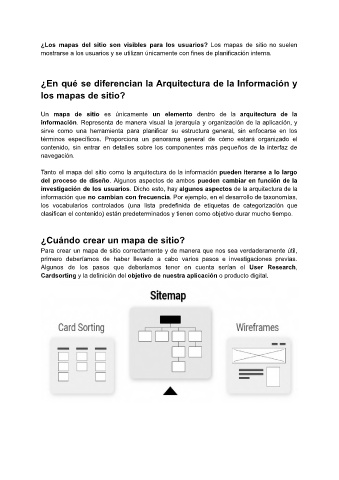 ¿Los mapas del sitio son visibles para los usuarios? Los mapas de sitio no suelen
mostrarse a los usuarios y se utilizan únicamente con fines de planificación interna.
¿En qué se diferencian la Arquitectura de la Información y
los mapas de sitio?
Un mapa de sitio es únicamente un elemento dentro de la arquitectura de la
información. Representa de manera visual la jerarquía y organización de la aplicación, y
sirve como una herramienta para planificar su estructura general, sin enfocarse en los
términos específicos. Proporciona un panorama general de cómo estará organizado el
contenido, sin entrar en detalles sobre los componentes más pequeños de la interfaz de
navegación.
Tanto el mapa del sitio como la arquitectura de la información pueden iterarse a lo largo
del proceso de diseño. Algunos aspectos de ambos pueden cambiar en función de la
investigación de los usuarios. Dicho esto, hay algunos aspectos de la arquitectura de la
información que no cambian con frecuencia. Por ejemplo, en el desarrollo de taxonomías,
los vocabularios controlados (una lista predefinida de etiquetas de categorización que
clasifican el contenido) están predeterminados y tienen como objetivo durar mucho tiempo.
¿Cuándo crear un mapa de sitio?
Para crear un mapa de sitio correctamente y de manera que nos sea verdaderamente útil,
primero deberíamos de haber llevado a cabo varios pasos e investigaciones previas.
Algunos de los pasos que deberíamos tener en cuenta serían el User Research,
Cardsorting y la definición del objetivo de nuestra aplicación o producto digital.
Sitemap
Card Sorting
Wireframes